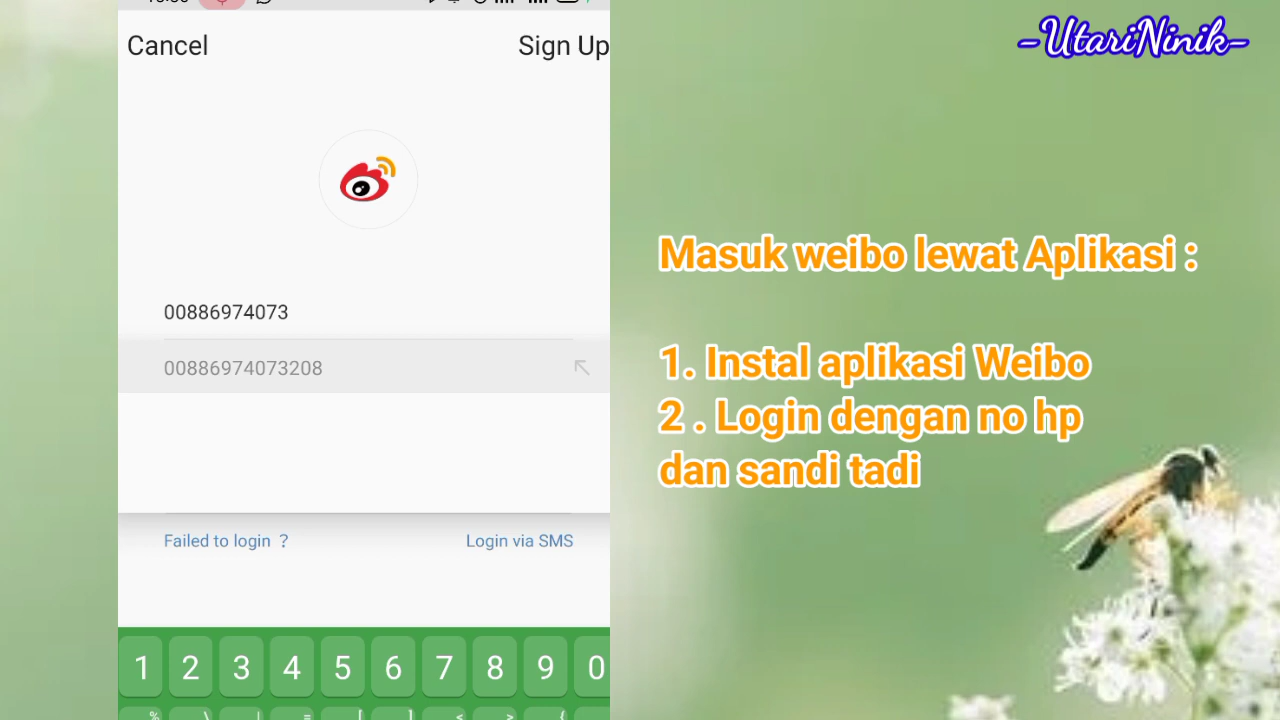 Cancel
Sign Up
-UtariNinik-
00886974073
00886974073208
Masuk weibo lewat Aplikasi :
1. Instal aplikasi Weibo
2 . Login dengan no hp
dan sandi tadi
Failed to login ?
Login via SMS
1 2 3 4 5 6 7 8 9 0
% \ | = [ ] < > {